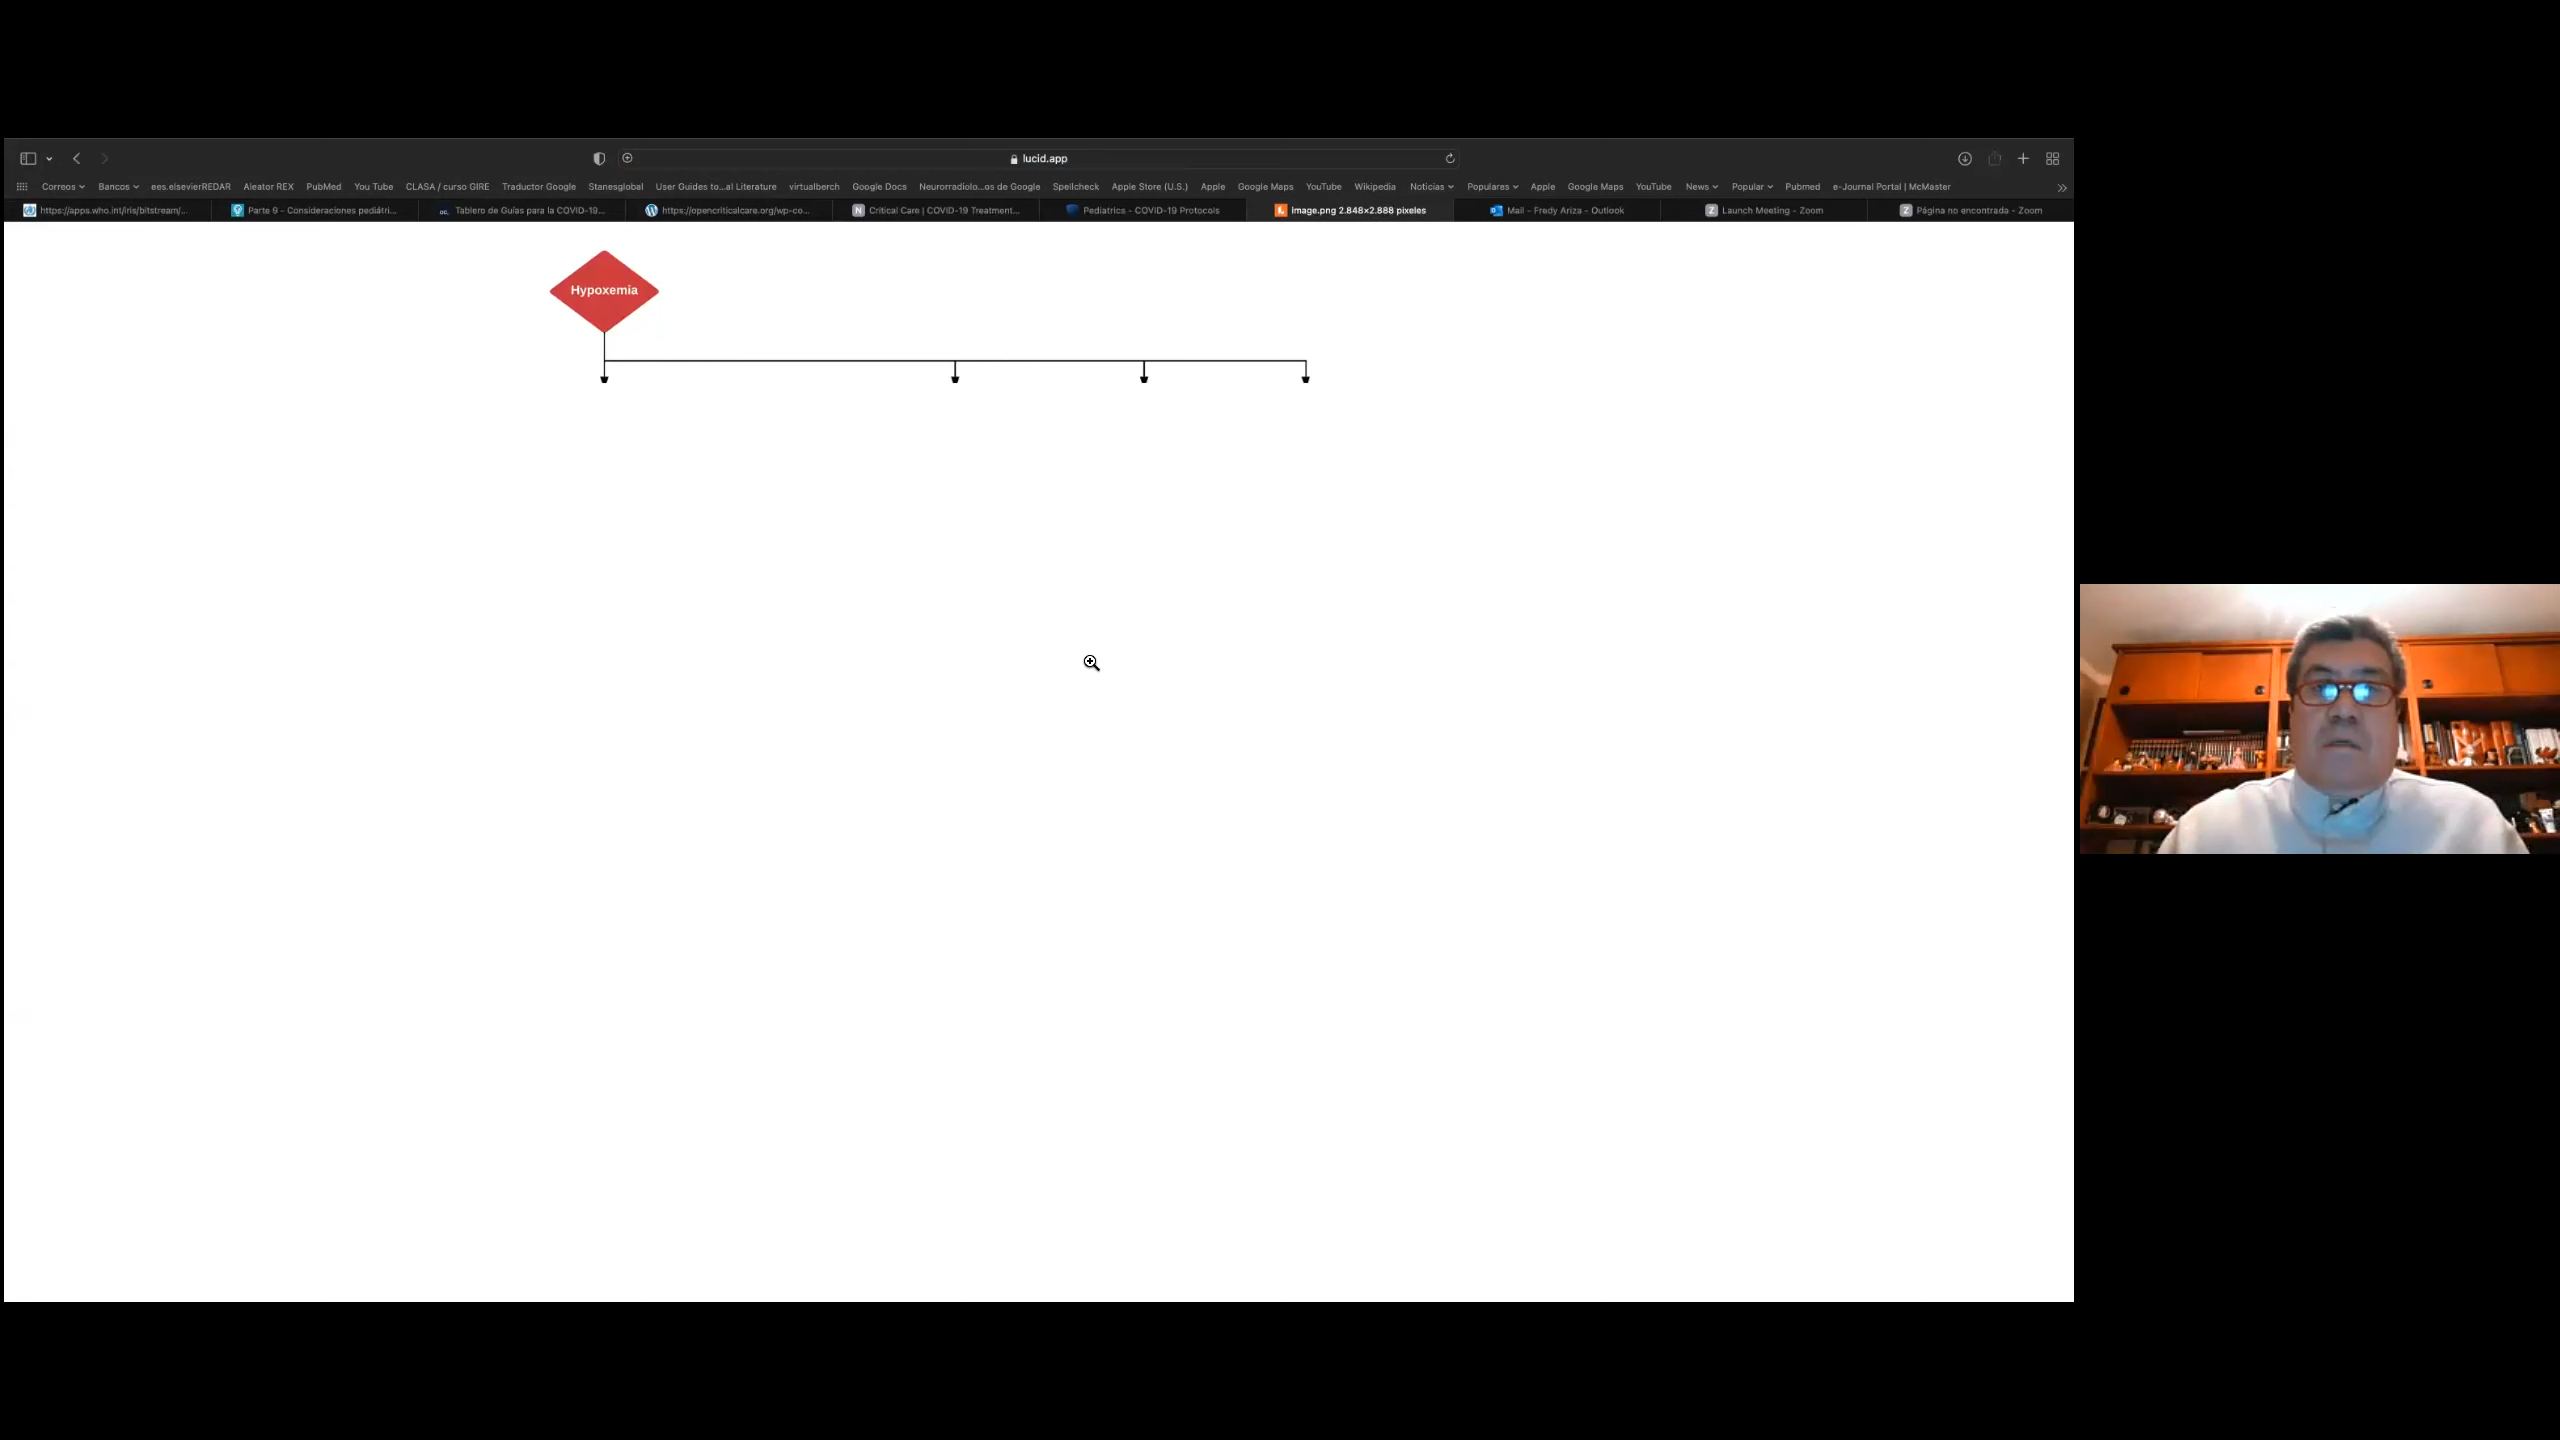 lucid.app
Correos Bancos ees.elsevierREDAR Aleator REX PubMed You Tube CLASA / curso GIRE Traductor Google Stanesglobal User Guides to...al Literature virtualberch Google Docs Neurorradiolo...os de Google Spellcheck Apple Store (U.S.) Apple Google Maps YouTube Wikipedia Noticias Populares Apple Google Maps YouTube News Popular Pubmed e-Journal Portal | McMaster
https://apps.who.int/iris/bitstream/... Parte 9 - Consideraciones pediátri... Tablero de Guías para la COVID-19... https://opencriticalcare.org/wp-co... Critical Care | COVID-19 Treatment... Pediatrics - COVID-19 Protocols image.png 2.848×2.888 pixeles Mail - Fredy Ariza - Outlook Launch Meeting - Zoom Página no encontrada - Zoom
Hypoxemia